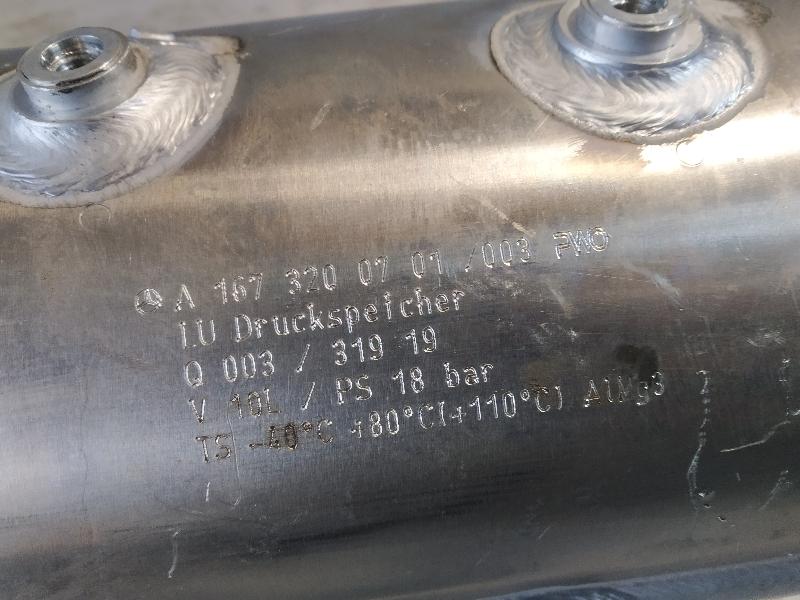 A 167 320 07 01 /003 PWO
LU Druckspeicher
Q 003 / 319 19
V 10L / PS 18 bar
TS -40°C +80°C(+110°C) AlMg3